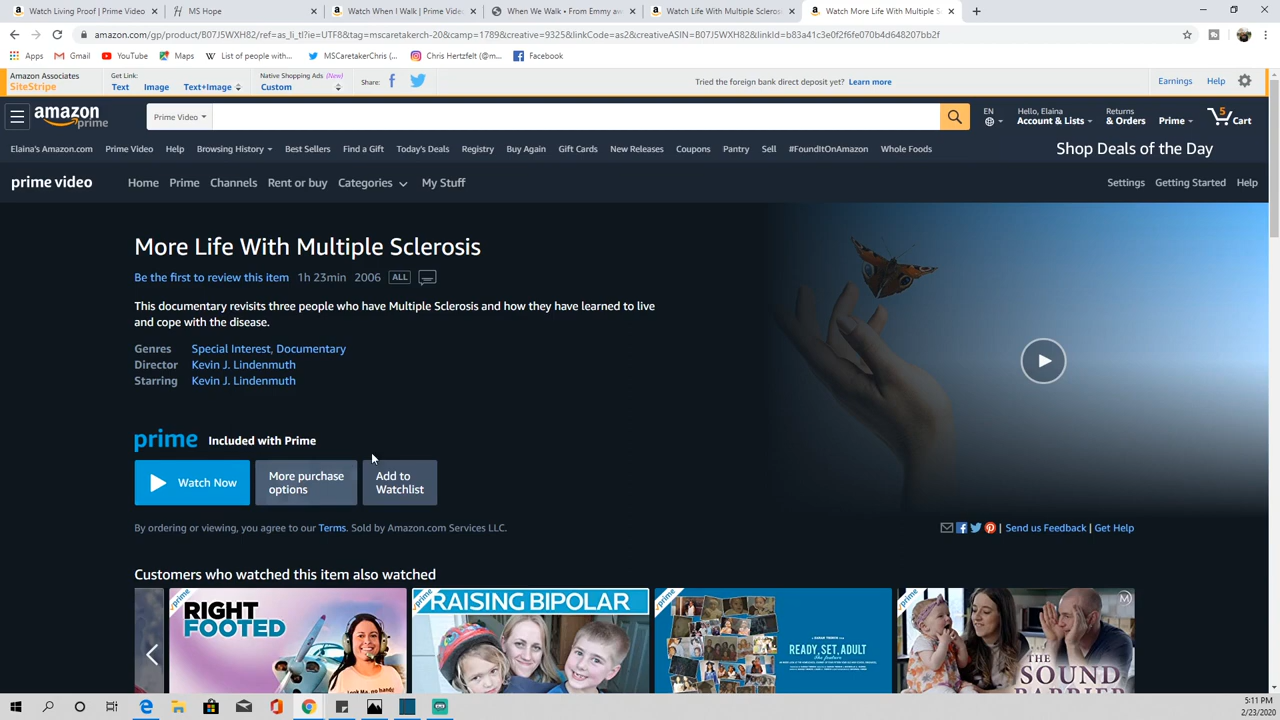 Watch Living Proof | Prime Video
MS Hope
Watch When I Walk | Prime Video
When We Walk • From Emmy aw
Watch Life With Multiple Sclerosis
Watch More Life With Multiple S
amazon.com/gp/product/B07J5WXH82/ref=as_li_tl?ie=UTF8&tag=mscaretakerch-20&camp=1789&creative=9325&linkCode=as2&creativeASIN=B07J5WXH82&linkId=b83a41c3e0f2f6fe070b4d648207bb2f
Apps Gmail YouTube Maps List of people with... MSCaretakerChris (... Chris Hertzfelt (@m... Facebook
Amazon Associates
SiteStripe
Get Link:
Text Image Text+Image
Native Shopping Ads (New)
Custom
Share:
Tried the foreign bank direct deposit yet? Learn more
Earnings Help
amazon prime
Prime Video
EN
Hello, Elaina
Account & Lists
Returns
& Orders
Prime
5
Cart
Elaina's Amazon.com Prime Video Help Browsing History Best Sellers Find a Gift Today's Deals Registry Buy Again Gift Cards New Releases Coupons Pantry Sell #FoundItOnAmazon Whole Foods
Shop Deals of the Day
prime video Home Prime Channels Rent or buy Categories My Stuff
Settings Getting Started Help
More Life With Multiple Sclerosis
Be the first to review this item 1h 23min 2006 ALL
This documentary revisits three people who have Multiple Sclerosis and how they have learned to live
and cope with the disease.
Genres Special Interest, Documentary
Director Kevin J. Lindenmuth
Starring Kevin J. Lindenmuth
prime Included with Prime
Watch Now
More purchase
options
Add to
Watchlist
By ordering or viewing, you agree to our Terms. Sold by Amazon.com Services LLC.
| Send us Feedback | Get Help
Customers who watched this item also watched
prime
RIGHT
FOOTED
prime
RAISING BIPOLAR
prime
READY, SET, ADULT
prime
M
THE
SOUND
BARRIER
5:11 PM
2/23/2020